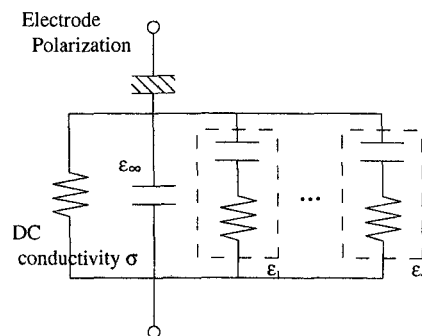 Electrode
Polarization
ε∞
...
DC
conductivity σ
ε
ε